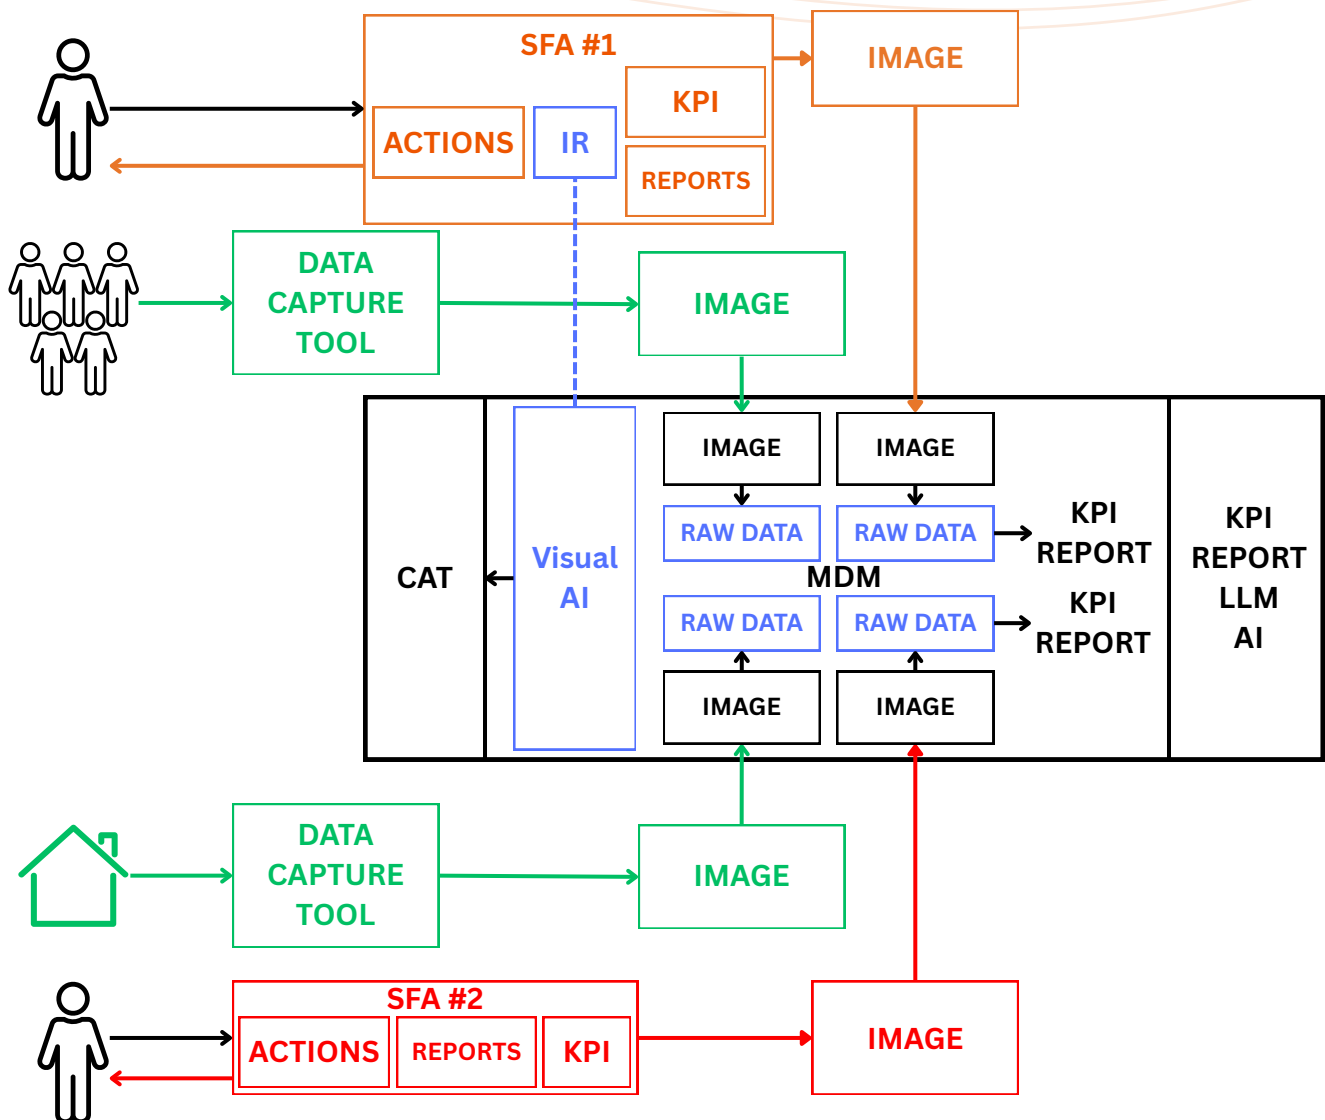 SFA #1
IMAGE
KPI
ACTIONS
IR
REPORTS
DATA
CAPTURE
TOOL
IMAGE
IMAGE
IMAGE
RAW DATA
RAW DATA
KPI
REPORT
CAT
Visual
AI
MDM
KPI
REPORT
LLM
AI
RAW DATA
RAW DATA
KPI
REPORT
IMAGE
IMAGE
DATA
CAPTURE
TOOL
IMAGE
SFA #2
ACTIONS
REPORTS
KPI
IMAGE